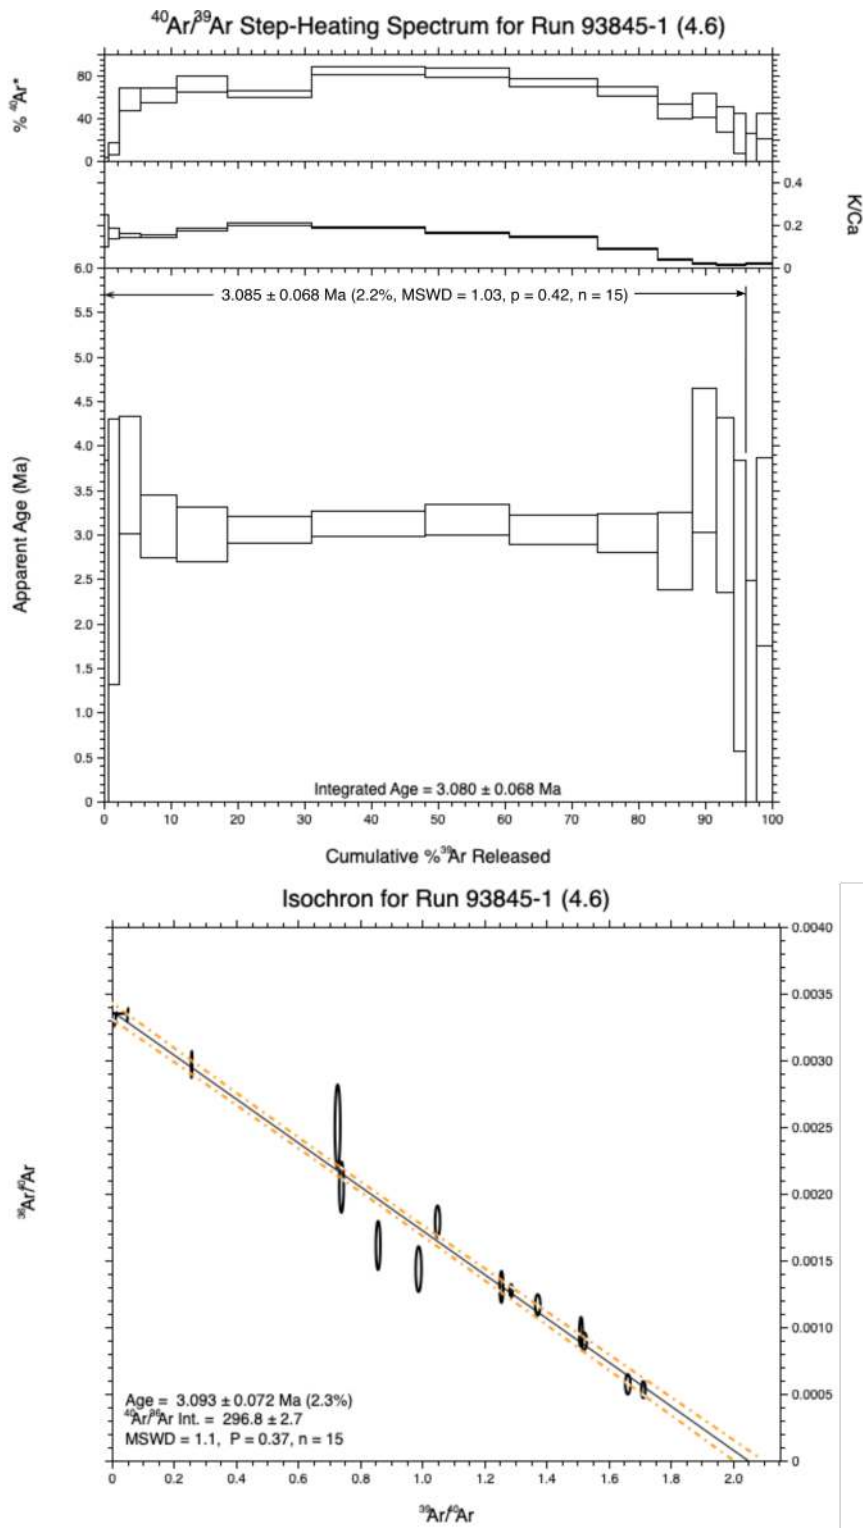 ⁴⁰Ar/³⁹Ar Step-Heating Spectrum for Run 93845-1 (4.6)
% ⁴⁰Ar*
80
40
0
K/Ca
0.4
0.2
0
3.085 ± 0.068 Ma (2.2%, MSWD = 1.03, p = 0.42, n = 15)
Apparent Age (Ma)
6.0
5.5
5.0
4.5
4.0
3.5
3.0
2.5
2.0
1.5
1.0
0.5
0
Integrated Age = 3.080 ± 0.068 Ma
0 10 20 30 40 50 60 70 80 90 100
Cumulative %³⁹Ar Released
Isochron for Run 93845-1 (4.6)
0.0040
0.0035
0.0030
0.0025
0.0020
0.0015
0.0010
0.0005
0
³⁶Ar/⁴⁰Ar
Age = 3.093 ± 0.072 Ma (2.3%)
⁴⁰Ar/³⁶Ar Int. = 296.8 ± 2.7
MSWD = 1.1, P = 0.37, n = 15
0 0.2 0.4 0.6 0.8 1.0 1.2 1.4 1.6 1.8 2.0
³⁹Ar/⁴⁰Ar